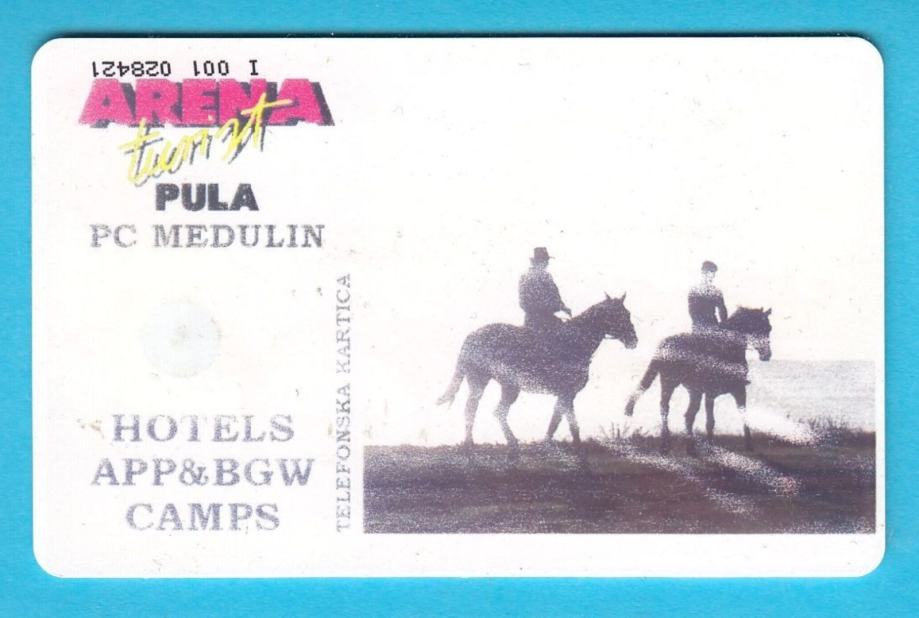 I 001 028421
ARENA
turist
PULA
PC MEDULIN
TELEFONSKA KARTICA
HOTELS
APP&BGW
CAMPS